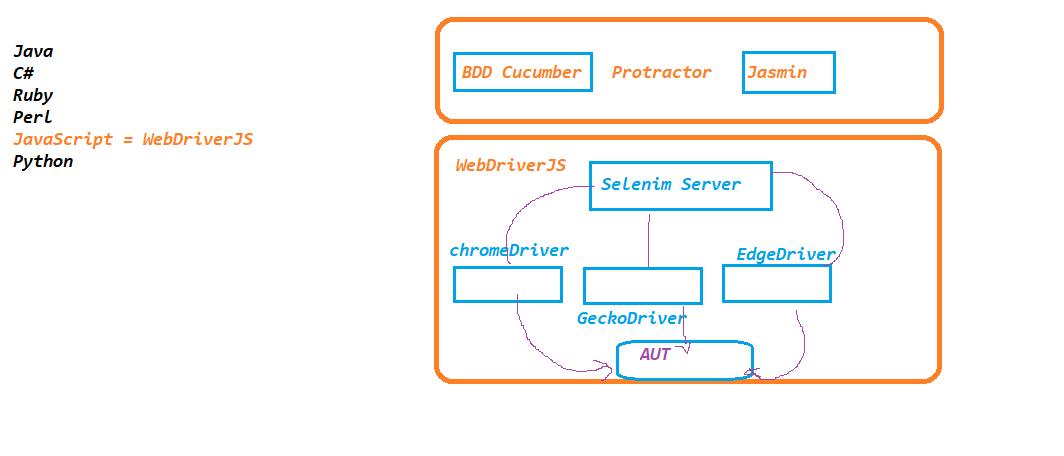 Java
C#
Ruby
Perl
JavaScript = WebDriverJS
Python
BDD Cucumber Protractor Jasmin
WebDriverJS
Selenim Server
chromeDriver
EdgeDriver
GeckoDriver
AUT